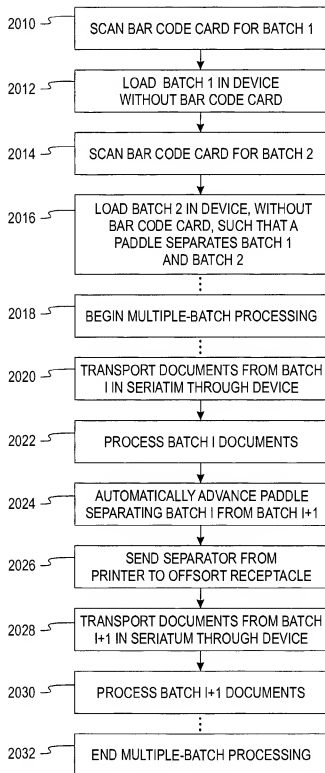 2010
SCAN BAR CODE CARD FOR BATCH 1
2012
LOAD BATCH 1 IN DEVICE
WITHOUT BAR CODE CARD
2014
SCAN BAR CODE CARD FOR BATCH 2
2016
LOAD BATCH 2 IN DEVICE, WITHOUT
BAR CODE CARD, SUCH THAT A
PADDLE SEPARATES BATCH 1
AND BATCH 2
2018
BEGIN MULTIPLE-BATCH PROCESSING
2020
TRANSPORT DOCUMENTS FROM BATCH
I IN SERIATIM THROUGH DEVICE
2022
PROCESS BATCH I DOCUMENTS
2024
AUTOMATICALLY ADVANCE PADDLE
SEPARATING BATCH I FROM BATCH I+1
2026
SEND SEPARATOR FROM
PRINTER TO OFFSORT RECEPTACLE
2028
TRANSPORT DOCUMENTS FROM BATCH
I+1 IN SERIATUM THROUGH DEVICE
2030
PROCESS BATCH I+1 DOCUMENTS
2032
END MULTIPLE-BATCH PROCESSING